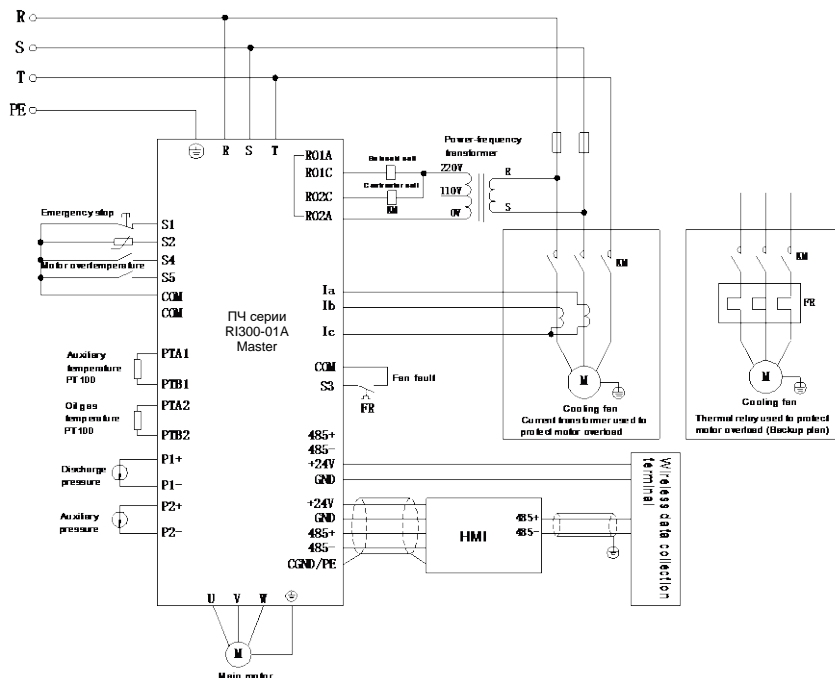 R
S
T
PE
R S T
RO1A
RO1C
RO2C
RO2A
Power-frequency
transformer
220V
110V
0V
R
S
KM
Emergency stop
S1
S2
S4
Motor overtemperature
S5
COM
COM
ПЧ серии
RI300-01A
Master
Ia
Ib
Ic
COM
S3
Fan fault
FR
KM
M
Cooling fan
Current transformer used to
protect motor overload
KM
FR
M
Cooling fan
Thermal relay used to protect
motor overload (Backup plan)
Auxiliary
temperature
PT100
PTA1
PTB1
Oil gas
temperature
PT100
PTA2
PTB2
Discharge
pressure
P1+
P1-
Auxiliary
pressure
P2+
P2-
485+
485-
+24V
GND
+24V
GND
485+
485-
CGND/PE
HMI
485+
485-
Wireless data collection
terminal
U V W
M
Main motor